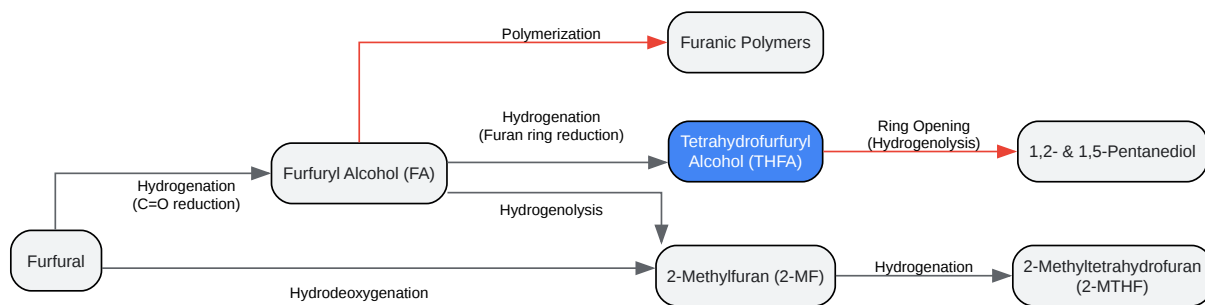 Polymerization
Furanic Polymers
Hydrogenation
(Furan ring reduction)
Tetrahydrofurfuryl
Alcohol (THFA)
Ring Opening
(Hydrogenolysis)
1,2- & 1,5-Pentanediol
Furfuryl Alcohol (FA)
Hydrogenation
(C=O reduction)
Hydrogenolysis
Furfural
Hydrodeoxygenation
2-Methylfuran (2-MF)
Hydrogenation
2-Methyltetrahydrofuran
(2-MTHF)